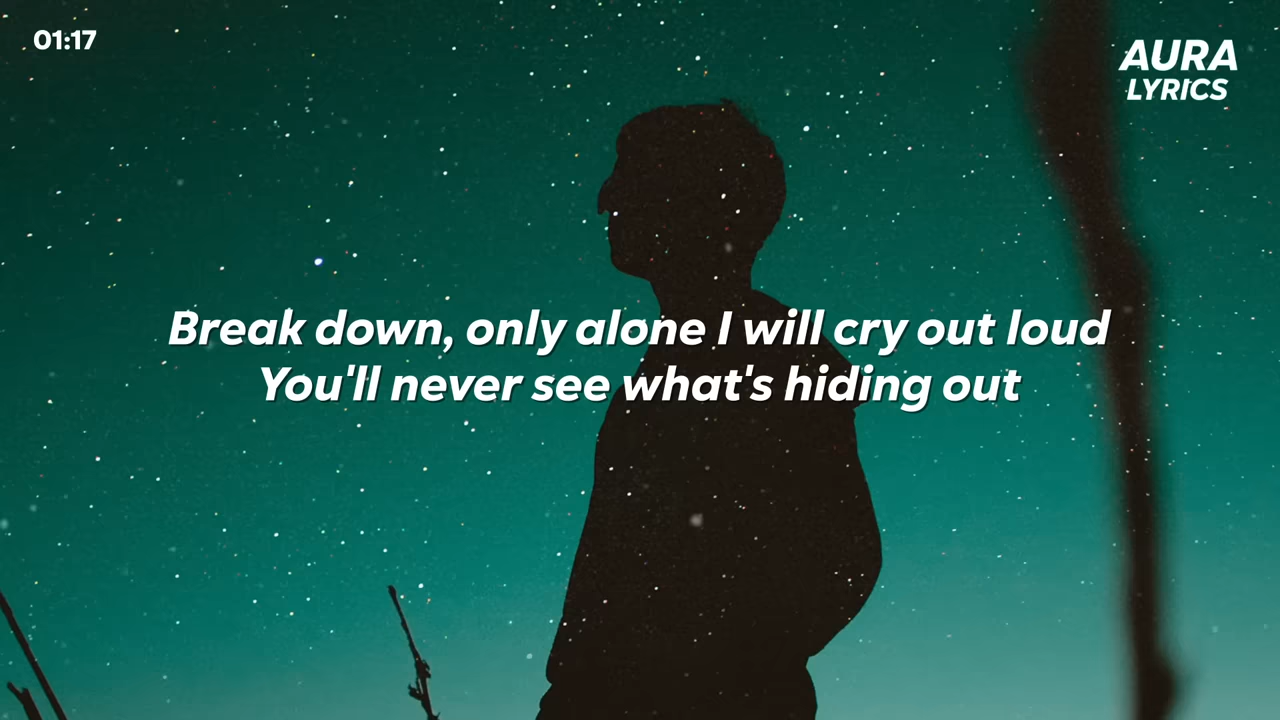 01:17
AURA
LYRICS
Break down, only alone I will cry out loud
You'll never see what's hiding out